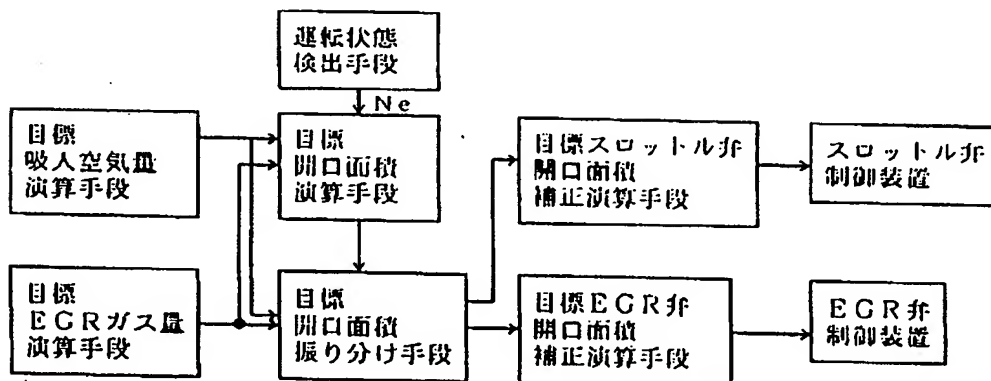 運転状態
検出手段
Ne
目標
吸入空気量
演算手段
目標
開口面積
演算手段
目標スロットル弁
開口面積
補正演算手段
スロットル弁
制御装置
目標
EGRガス量
演算手段
目標
開口面積
振り分け手段
目標EGR弁
開口面積
補正演算手段
EGR弁
制御装置